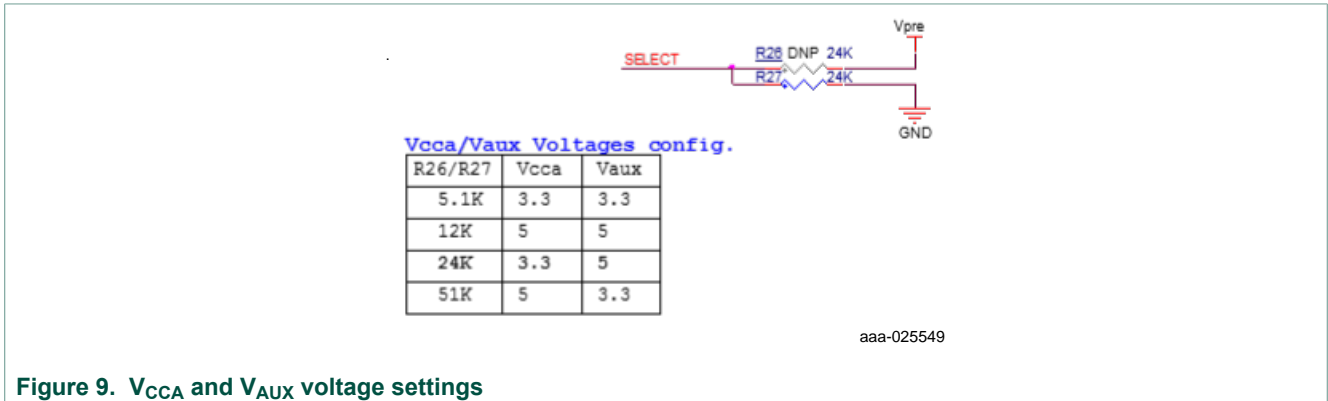 Vpre
SELECT
R26 DNP 24K
R27 24K
GND
Vcca/Vaux Voltages config.
R26/R27 Vcca Vaux
5.1K 3.3 3.3
12K 5 5
24K 3.3 5
51K 5 3.3
aaa-025549
Figure 9. VCCA and VAUX voltage settings